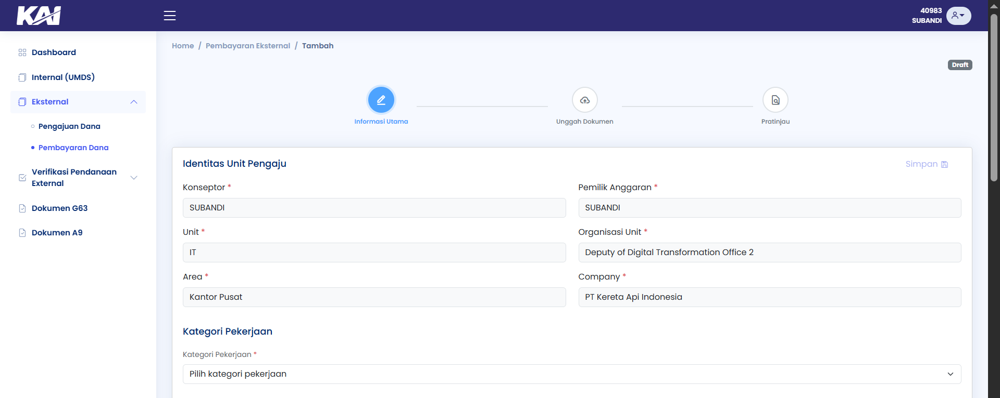 KAI
40983
SUBANDI
Dashboard
Internal (UMDS)
Eksternal
Pengajuan Dana
Pembayaran Dana
Verifikasi Pendanaan
External
Dokumen G63
Dokumen A9
Home / Pembayaran Eksternal / Tambah
Draft
Informasi Utama
Unggah Dokumen
Pratinjau
Identitas Unit Pengaju
Simpan
Konseptor *
Pemilik Anggaran *
SUBANDI
SUBANDI
Unit *
Organisasi Unit *
IT
Deputy of Digital Transformation Office 2
Area *
Company *
Kantor Pusat
PT Kereta Api Indonesia
Kategori Pekerjaan
Kategori Pekerjaan *
Pilih kategori pekerjaan